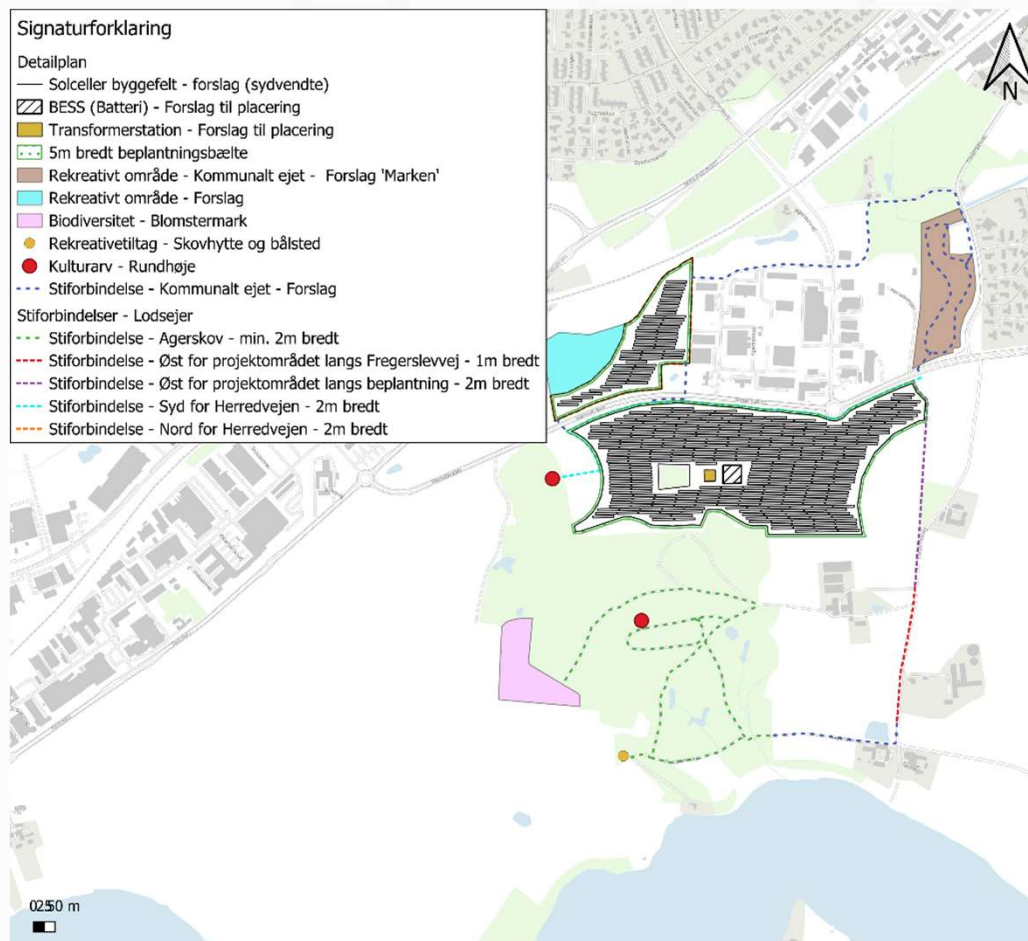 Signaturforklaring
Detailplan
Solceller byggefelt - forslag (sydvendte)
BESS (Batteri) - Forslag til placering
Transformerstation - Forslag til placering
5m bredt beplantningsbælte
Rekreativt område - Kommunalt ejet - Forslag 'Marken'
Rekreativt område - Forslag
Biodiversitet - Blomstermark
Rekreativetiltag - Skovhytte og bålsted
Kulturarv - Rundhøje
Stiforbindelse - Kommunalt ejet - Forslag
Stiforbindelser - Lodsejer
Stiforbindelse - Agerskov - min. 2m bredt
Stiforbindelse - Øst for projektområdet langs Fregerslevvej - 1m bredt
Stiforbindelse - Øst for projektområdet langs beplantning - 2m bredt
Stiforbindelse - Syd for Herredvejen - 2m bredt
Stiforbindelse - Nord for Herredvejen - 2m bredt
N